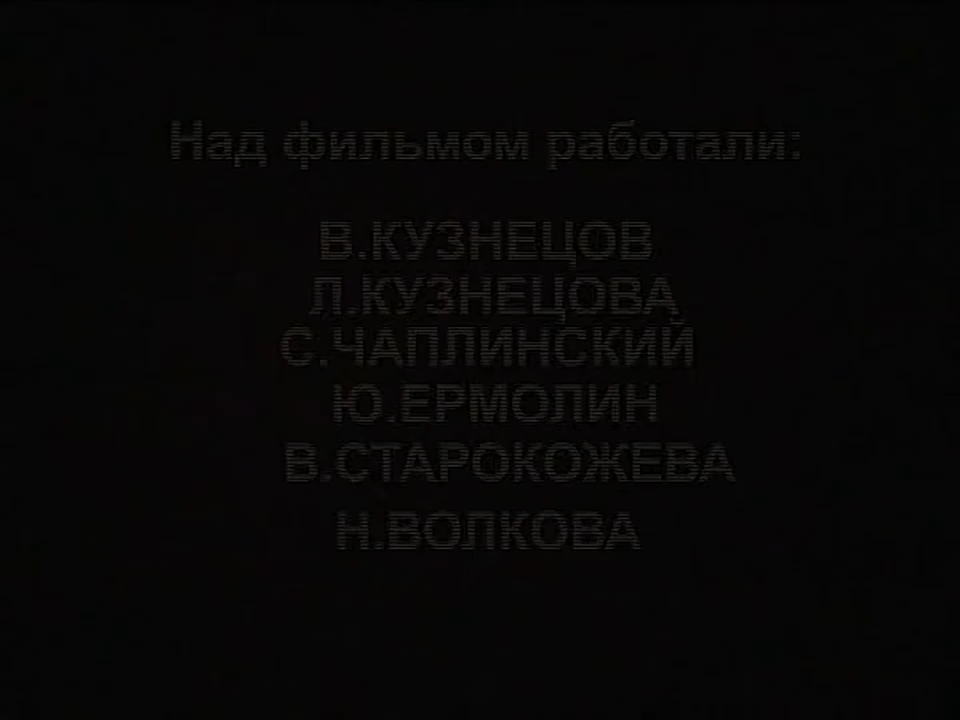 Над фильмом работали:
В.КУЗНЕЦОВ
Л.КУЗНЕЦОВА
С.ЧАПЛИНСКИЙ
Ю.ЕРМОЛИН
В.СТАРОКОЖЕВА
Н.ВОЛКОВА